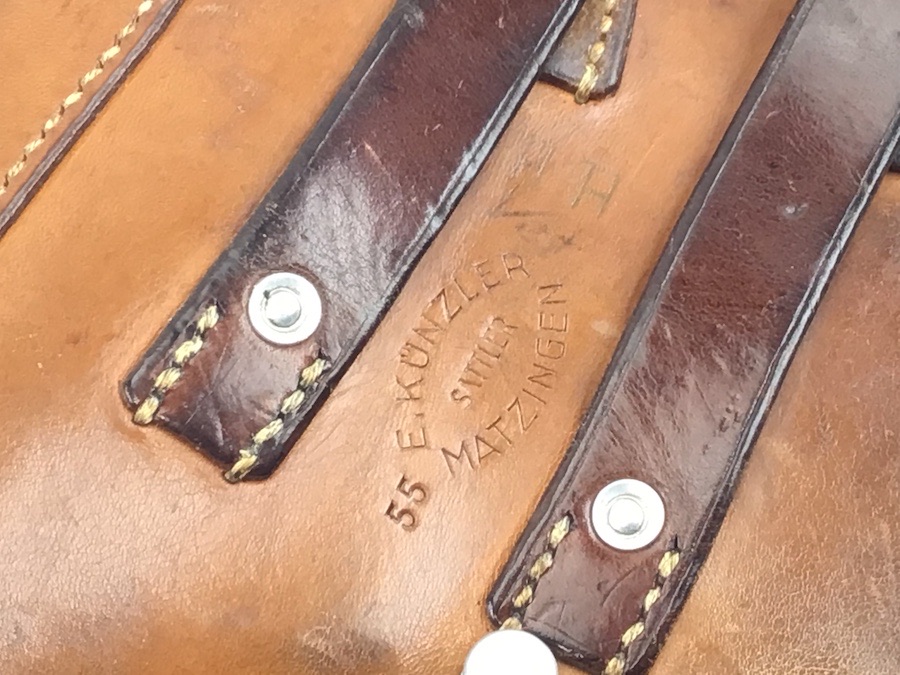 E. KÜNZLER
SATTLER
MATZINGEN
55